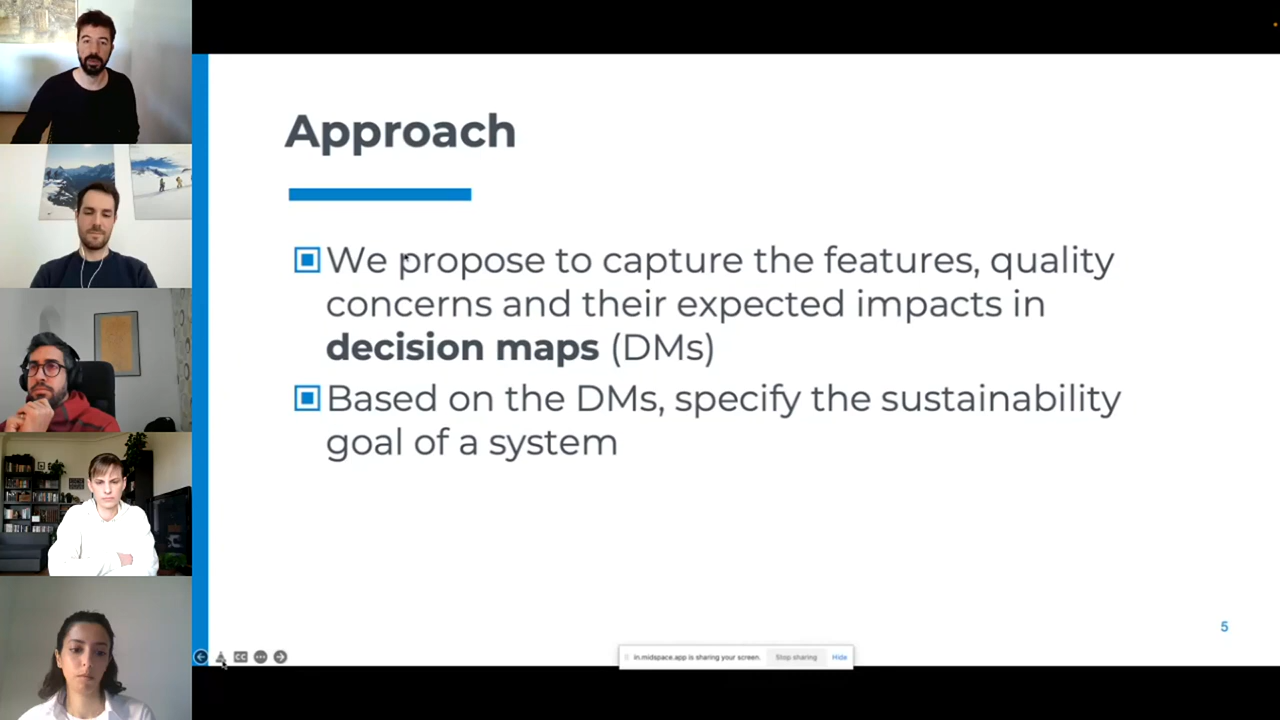 Approach
We propose to capture the features, quality
concerns and their expected impacts in
decision maps (DMs)
Based on the DMs, specify the sustainability
goal of a system
5
CC
in.midspace.app is sharing your screen.
Stop sharing
Hide